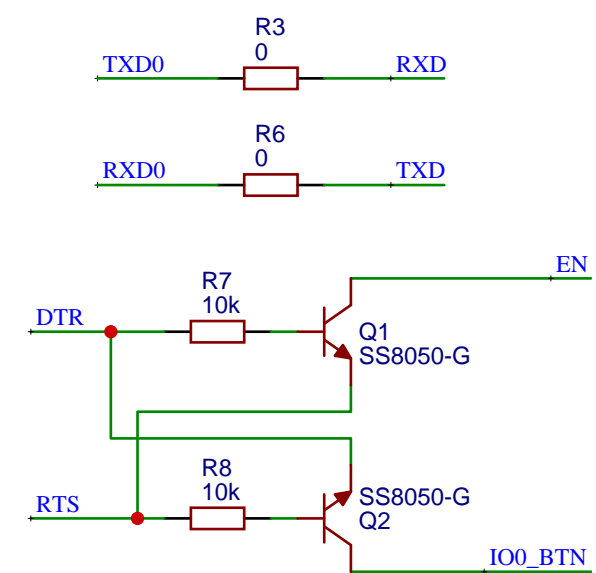 R3
0
TXD0
RXD
R6
0
RXD0
TXD
EN
R7
10k
DTR
Q1
SS8050-G
R8
10k
RTS
SS8050-G
Q2
IO0_BTN